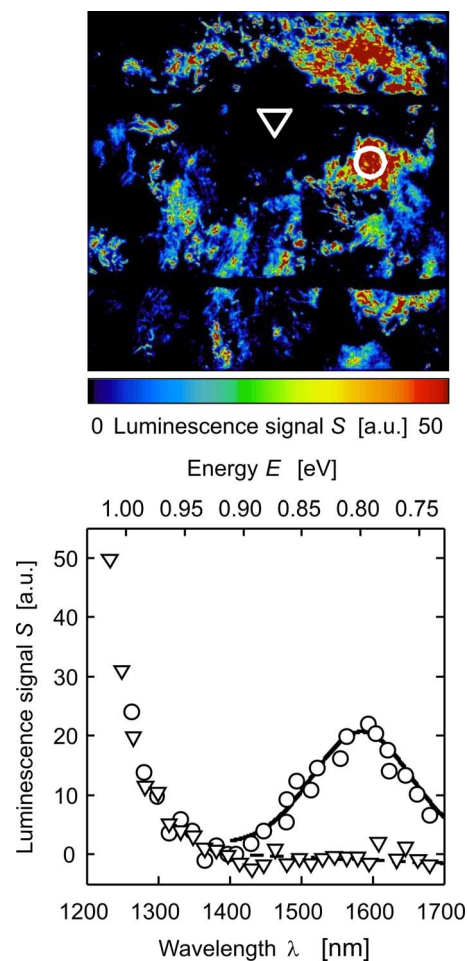 0 Luminescence signal S [a.u.] 50
Energy E [eV]
1.00 0.95 0.90 0.85 0.80 0.75
50
40
30
20
10
0
Luminescence signal S [a.u.]
1200 1300 1400 1500 1600 1700
Wavelength λ [nm]